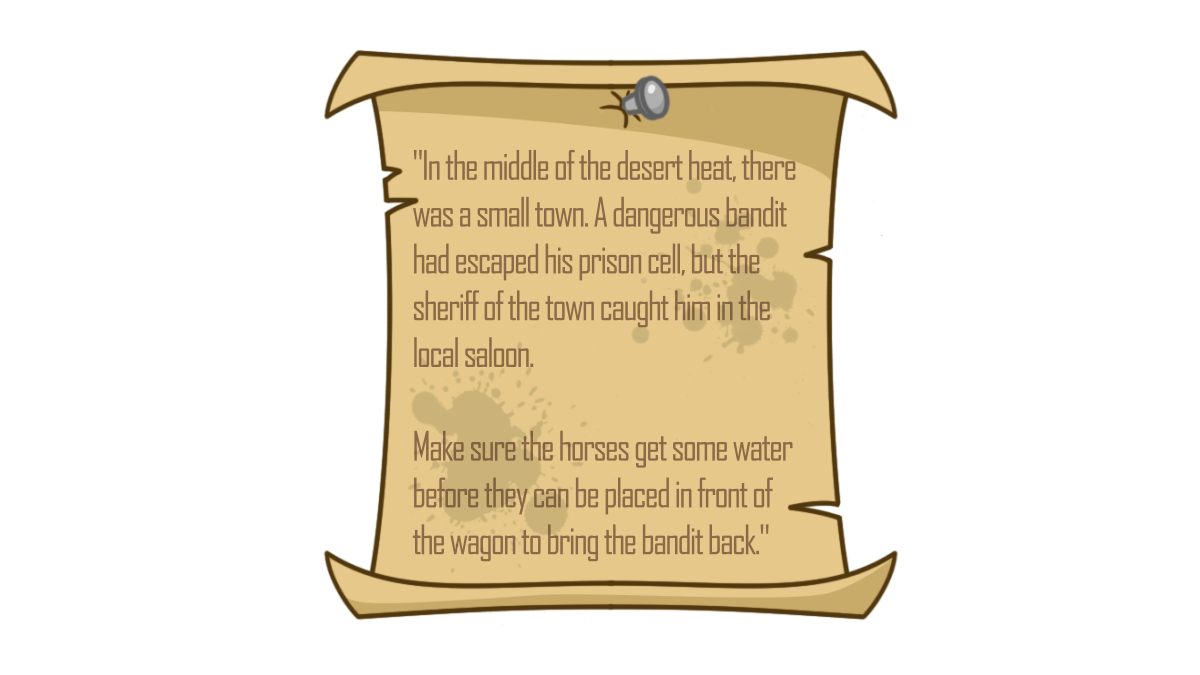 "In the middle of the desert heat, there
was a small town. A dangerous bandit
had escaped his prison cell, but the
sheriff of the town caught him in the
local saloon.
Make sure the horses get some water
before they can be placed in front of
the wagon to bring the bandit back."